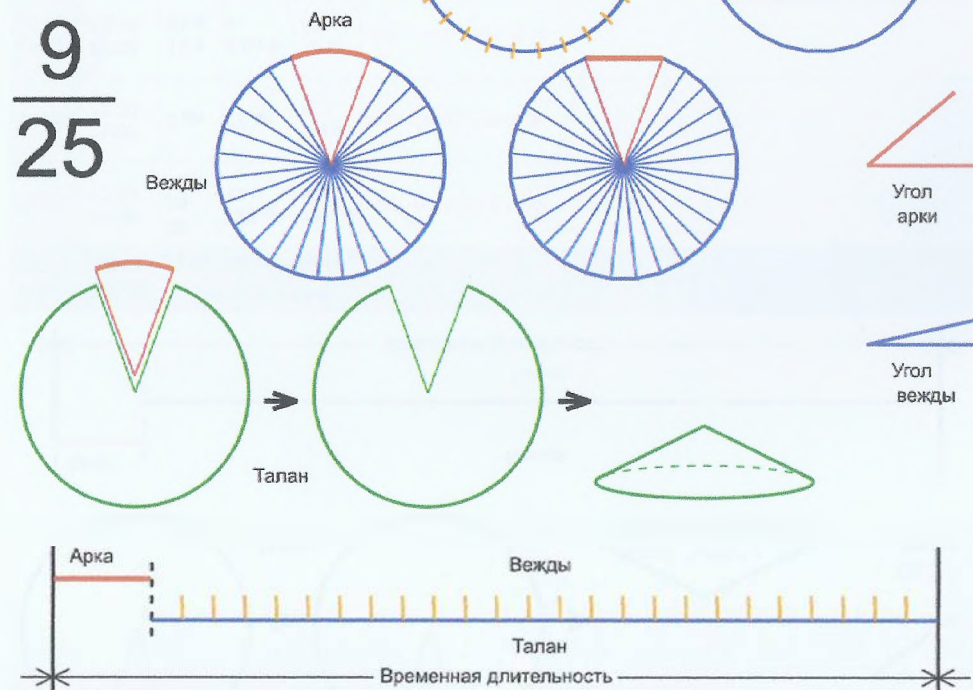 Арка
9
25
Вежды
Угол
арки
Угол
вежды
Талан
Арка
Вежды
Талан
Временная длительность